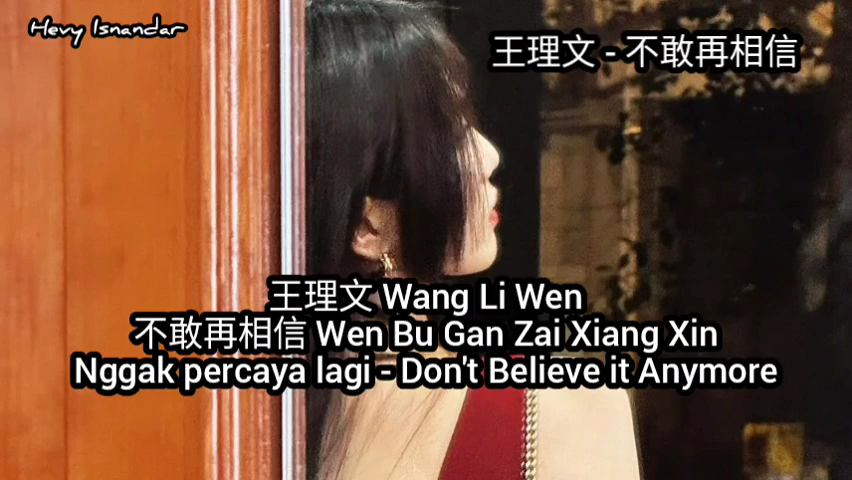 Hevy Isnandar
王理文 - 不敢再相信
王理文 Wang Li Wen
不敢再相信 Wen Bu Gan Zai Xiang Xin
Nggak percaya lagi - Don't Believe it Anymore